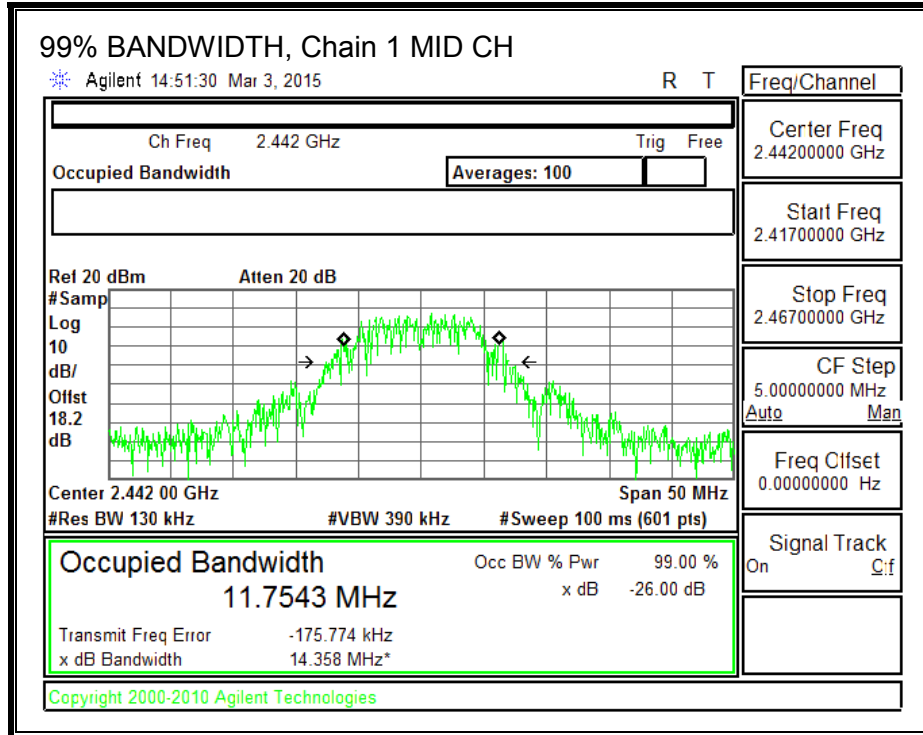 99% BANDWIDTH, Chain 1 MID CH
Agilent 14:51:30 Mar 3, 2015 R T
Freq/Channel
Ch Freq 2.442 GHz Trig Free
Occupied Bandwidth Averages: 100
Center Freq
2.44200000 GHz
Start Freq
2.41700000 GHz
Stop Freq
2.46700000 GHz
CF Step
5.00000000 MHz
Auto Man
Freq Offset
0.00000000 Hz
Signal Track
On Off
Ref 20 dBm Atten 20 dB
#Samp
Log
10
dB/
Offst
18.2
dB
Center 2.442 00 GHz Span 50 MHz
#Res BW 130 kHz #VBW 390 kHz #Sweep 100 ms (601 pts)
Occupied Bandwidth
11.7543 MHz
Occ BW % Pwr 99.00 %
x dB -26.00 dB
Transmit Freq Error -175.774 kHz
x dB Bandwidth 14.358 MHz*
Copyright 2000-2010 Agilent Technologies